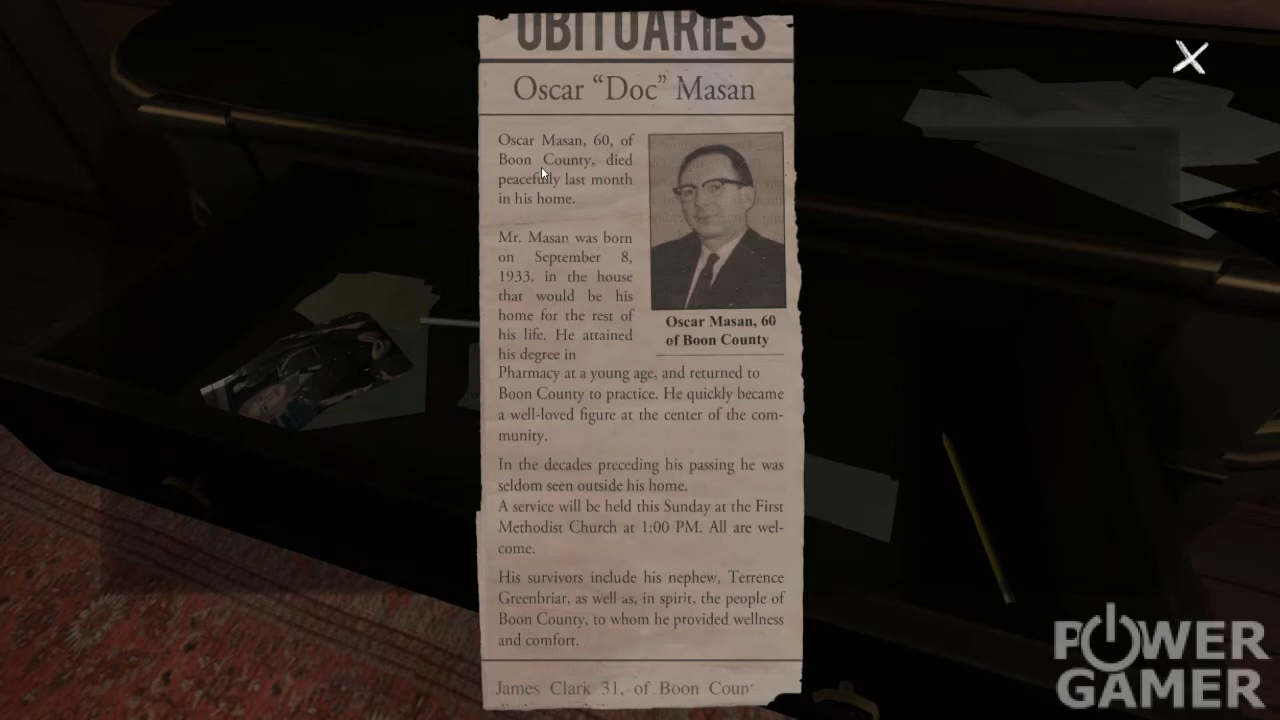 OBITUARIES
Oscar “Doc” Masan
Oscar Masan, 60, of
Boon County, died
peacefully last month
in his home.
Mr. Masan was born
on September 8,
1933, in the house
that would be his
home for the rest of
his life. He attained
his degree in
Oscar Masan, 60
of Boon County
Pharmacy at a young age, and returned to
Boon County to practice. He quickly became
a well-loved figure at the center of the com-
munity.
In the decades preceding his passing he was
seldom seen outside his home.
A service will be held this Sunday at the First
Methodist Church at 1:00 PM. All are wel-
come.
His survivors include his nephew, Terrence
Greenbriar, as well as, in spirit, the people of
Boon County, to whom he provided wellness
and comfort.
James Clark 31, of Boon
POWER
GAMER